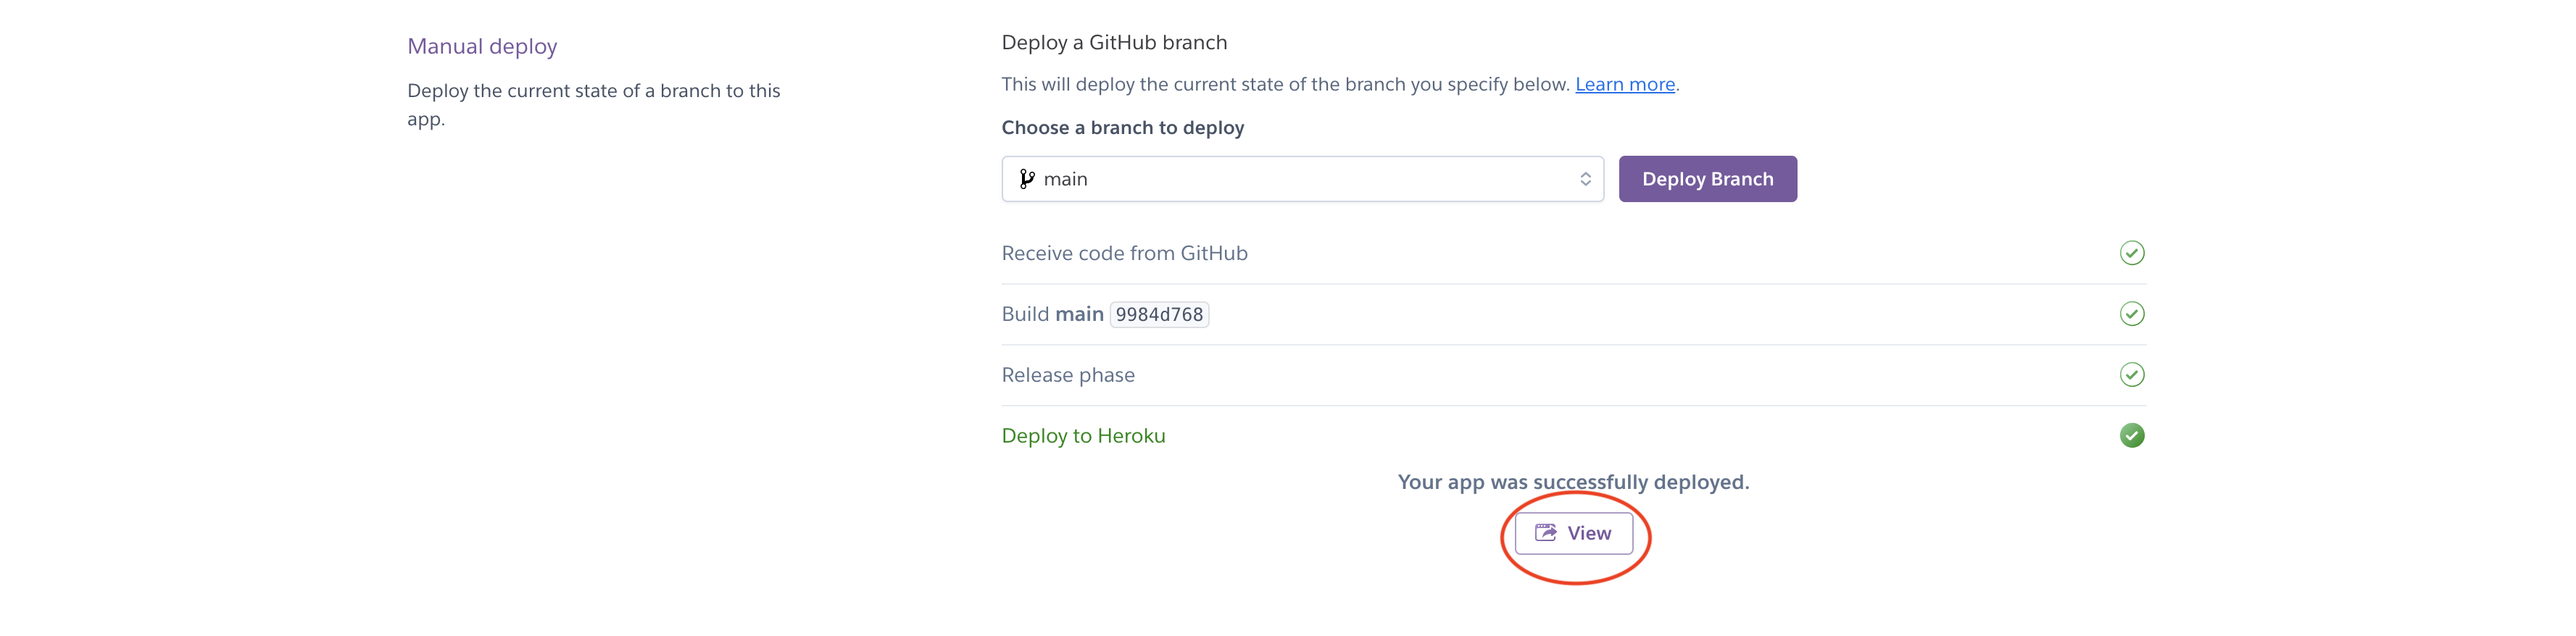 Manual deploy
Deploy the current state of a branch to this
app.
Deploy a GitHub branch
This will deploy the current state of the branch you specify below. Learn more.
Choose a branch to deploy
main
Deploy Branch
Receive code from GitHub
Build main 9984d768
Release phase
Deploy to Heroku
Your app was successfully deployed.
View